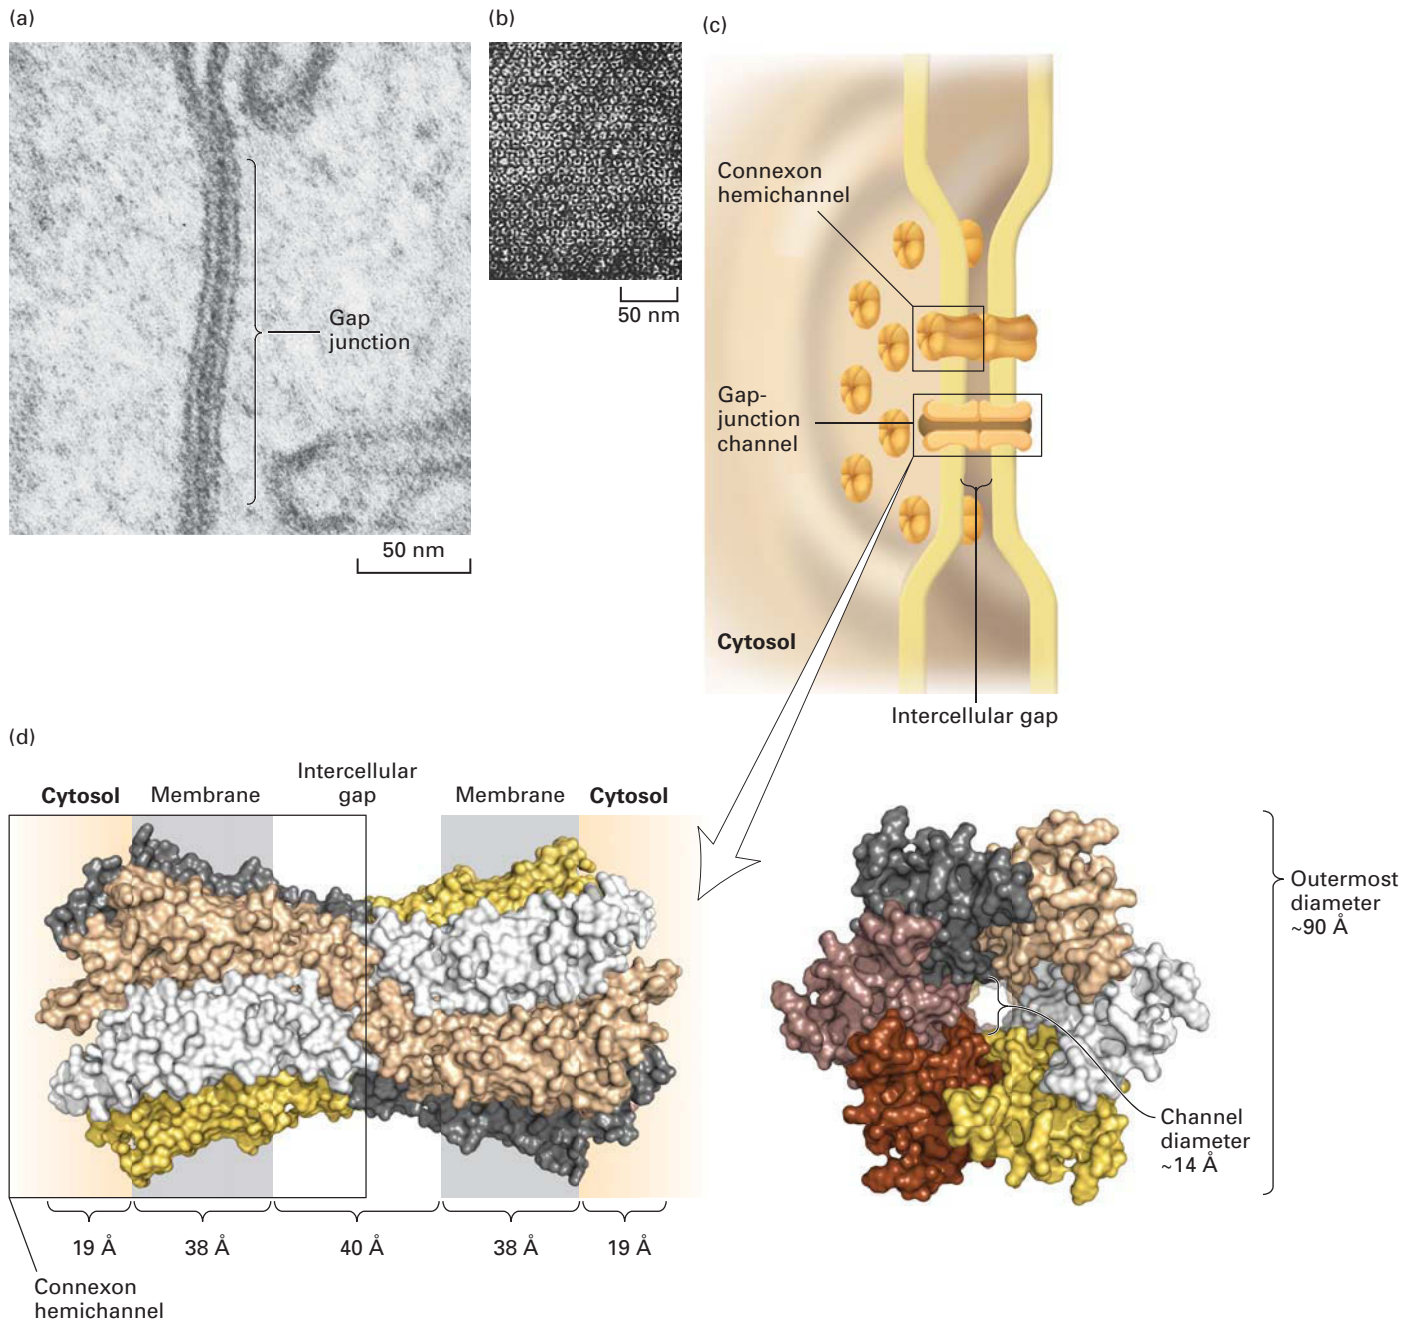 (a)
(b)
(c)
Connexon
hemichannel
Gap
junction
50 nm
50 nm
Gap-
junction
channel
Cytosol
Intercellular gap
(d)
Intercellular
gap
Cytosol
Membrane
Membrane
Cytosol
Outermost
diameter
~90 Å
Channel
diameter
~14 Å
19 Å
38 Å
40 Å
38 Å
19 Å
Connexon
hemichannel